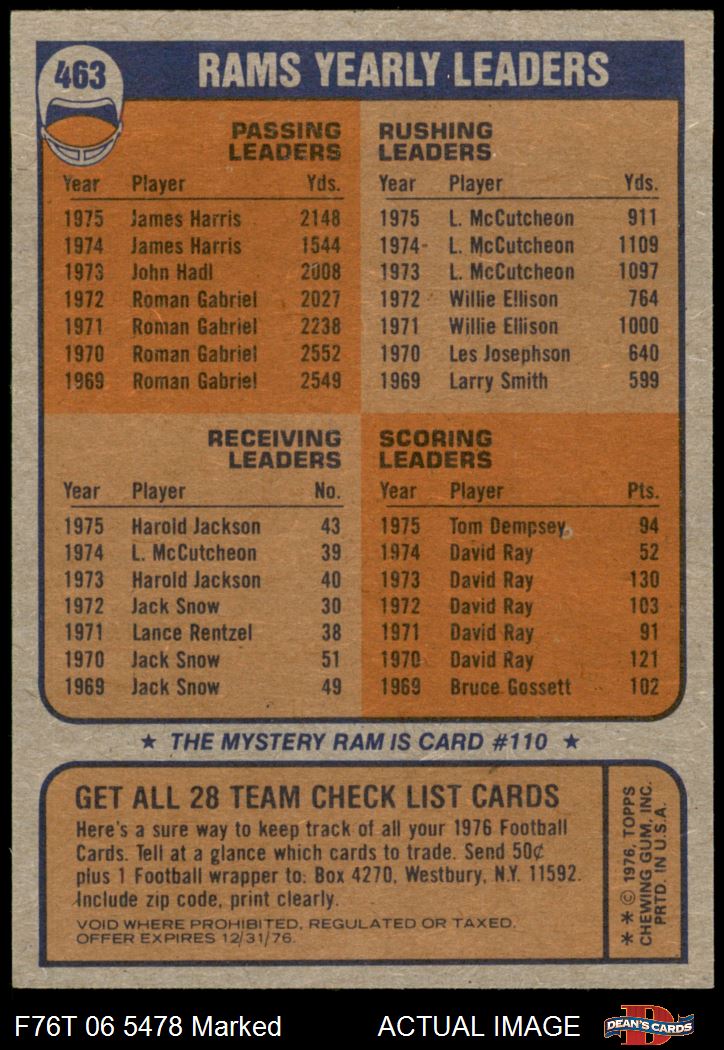 463
RAMS YEARLY LEADERS
PASSING
LEADERS
Year Player Yds.
1975 James Harris 2148
1974 James Harris 1544
1973 John Hadl 2008
1972 Roman Gabriel 2027
1971 Roman Gabriel 2238
1970 Roman Gabriel 2552
1969 Roman Gabriel 2549
RUSHING
LEADERS
Year Player Yds.
1975 L. McCutcheon 911
1974 L. McCutcheon 1109
1973 L. McCutcheon 1097
1972 Willie Ellison 764
1971 Willie Ellison 1000
1970 Les Josephson 640
1969 Larry Smith 599
RECEIVING
LEADERS
Year Player No.
1975 Harold Jackson 43
1974 L. McCutcheon 39
1973 Harold Jackson 40
1972 Jack Snow 30
1971 Lance Rentzel 38
1970 Jack Snow 51
1969 Jack Snow 49
SCORING
LEADERS
Year Player Pts.
1975 Tom Dempsey 94
1974 David Ray 52
1973 David Ray 130
1972 David Ray 103
1971 David Ray 91
1970 David Ray 121
1969 Bruce Gossett 102
★ THE MYSTERY RAM IS CARD #110 ★
GET ALL 28 TEAM CHECK LIST CARDS
Here's a sure way to keep track of all your 1976 Football
Cards. Tell at a glance which cards to trade. Send 50¢
plus 1 Football wrapper to: Box 4270, Westbury, N.Y. 11592.
Include zip code, print clearly.
VOID WHERE PROHIBITED, REGULATED OR TAXED.
OFFER EXPIRES 12/31/76.
* * © 1976, TOPPS
CHEWING GUM, INC.
PRTD. IN U.S.A.
F76T 06 5478 Marked
ACTUAL IMAGE
D
DEAN'S CARDS